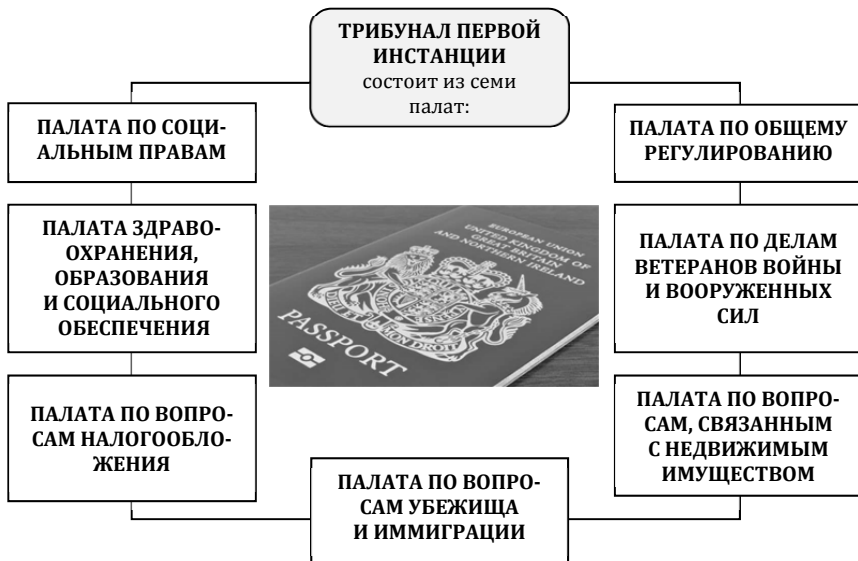 ТРИБУНАЛ ПЕРВОЙ
ИНСТАНЦИИ
состоит из семи
палат:
ПАЛАТА ПО СОЦИ-
АЛЬНЫМ ПРАВАМ
ПАЛАТА ПО ОБЩЕМУ
РЕГУЛИРОВАНИЮ
ПАЛАТА ЗДРАВО-
ОХРАНЕНИЯ,
ОБРАЗОВАНИЯ
И СОЦИАЛЬНОГО
ОБЕСПЕЧЕНИЯ
EUROPEAN UNION
UNITED KINGDOM OF
GREAT BRITAIN
AND NORTHERN IRELAND
PASSPORT
ПАЛАТА ПО ДЕЛАМ
ВЕТЕРАНОВ ВОЙНЫ
И ВООРУЖЕННЫХ
СИЛ
ПАЛАТА ПО ВОПРО-
САМ НАЛОГООБЛО-
ЖЕНИЯ
ПАЛАТА ПО ВОПРО-
САМ, СВЯЗАННЫМ
С НЕДВИЖИМЫМ
ИМУЩЕСТВОМ
ПАЛАТА ПО ВОПРО-
САМ УБЕЖИЩА
И ИММИГРАЦИИ